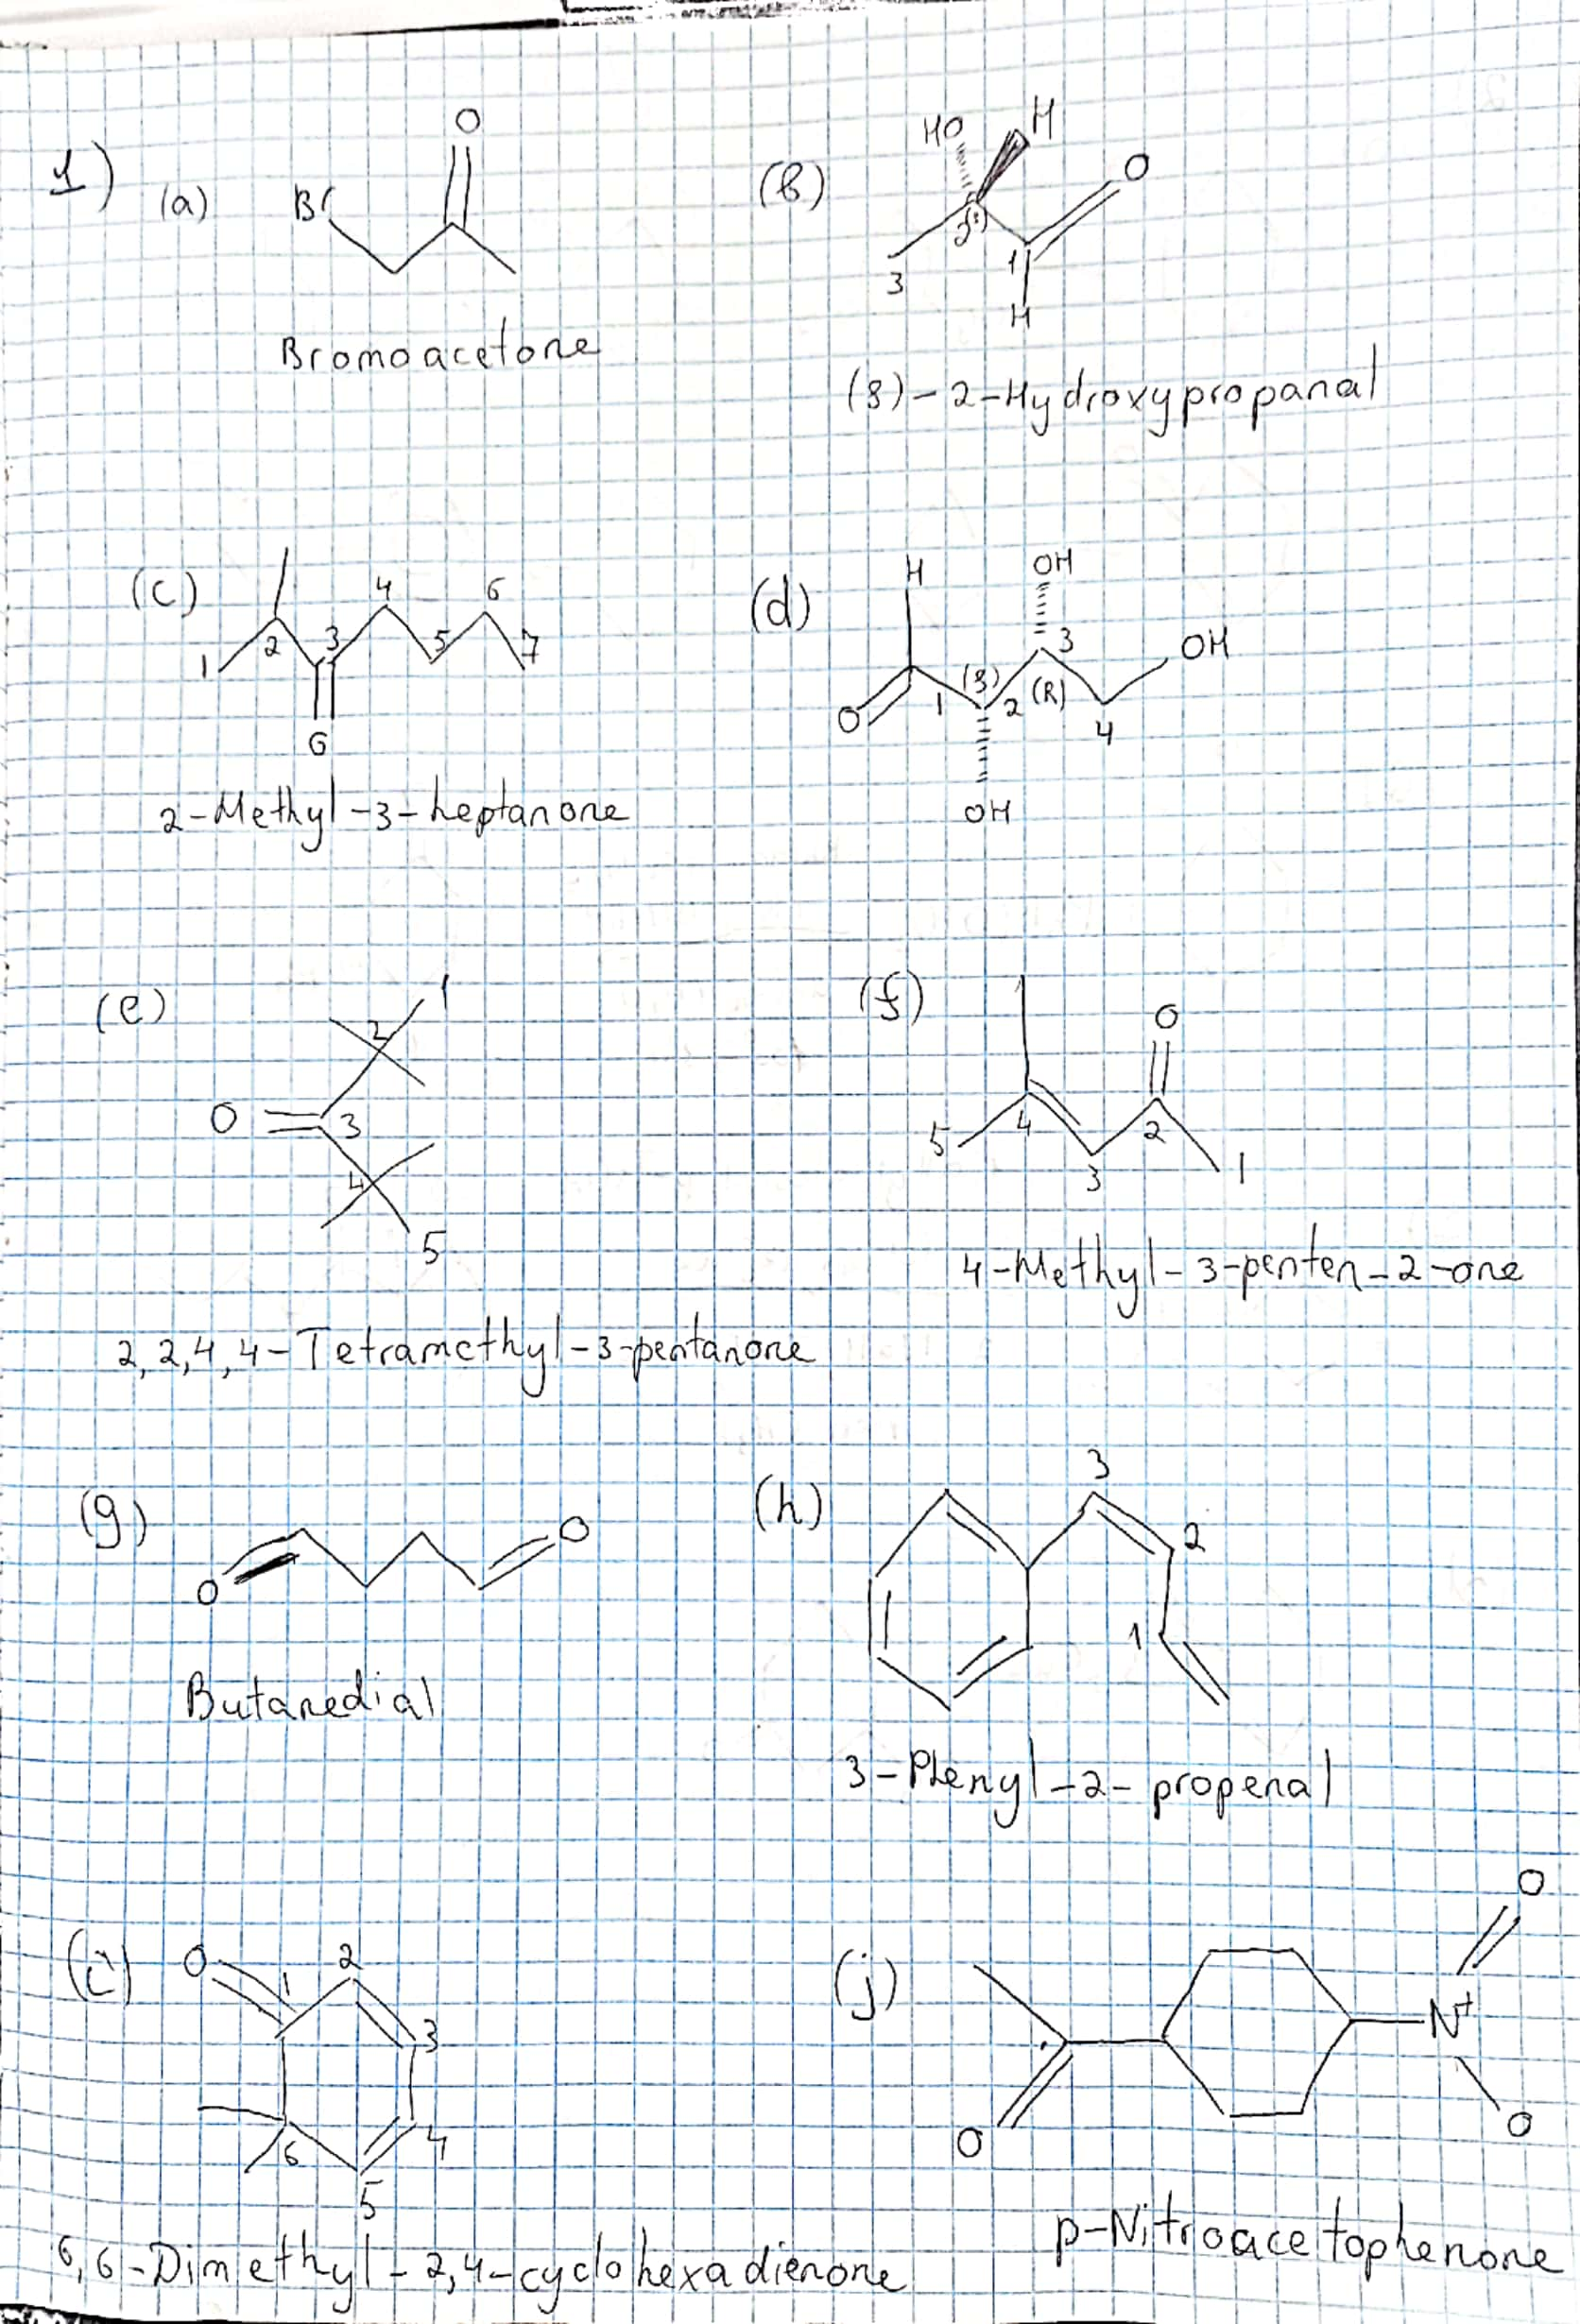 1)
(a)
O
Br
Bromoacetone
(b)
HO
H
O
2
(S)
1
3
H
(S)-2-Hydroxypropanal
(c)
4
6
1
2
3
5
7
O
2-Methyl-3-heptanone
(d)
H
OH
3
OH
(S)
O
1
2
(R)
4
OH
(e)
1
2
O
3
4
5
2,2,4,4-Tetramethyl-3-pentanone
(f)
O
5
4
2
3
1
4-Methyl-3-penten-2-one
(g)
O
O
Butanedial
(h)
3
2
1
3-Phenyl-2-propenal
(i)
O
1
2
3
4
6
5
6,6-Dimethyl-2,4-cyclohexadienone
(j)
O
N+
O
O
p-Nitroacetophenone